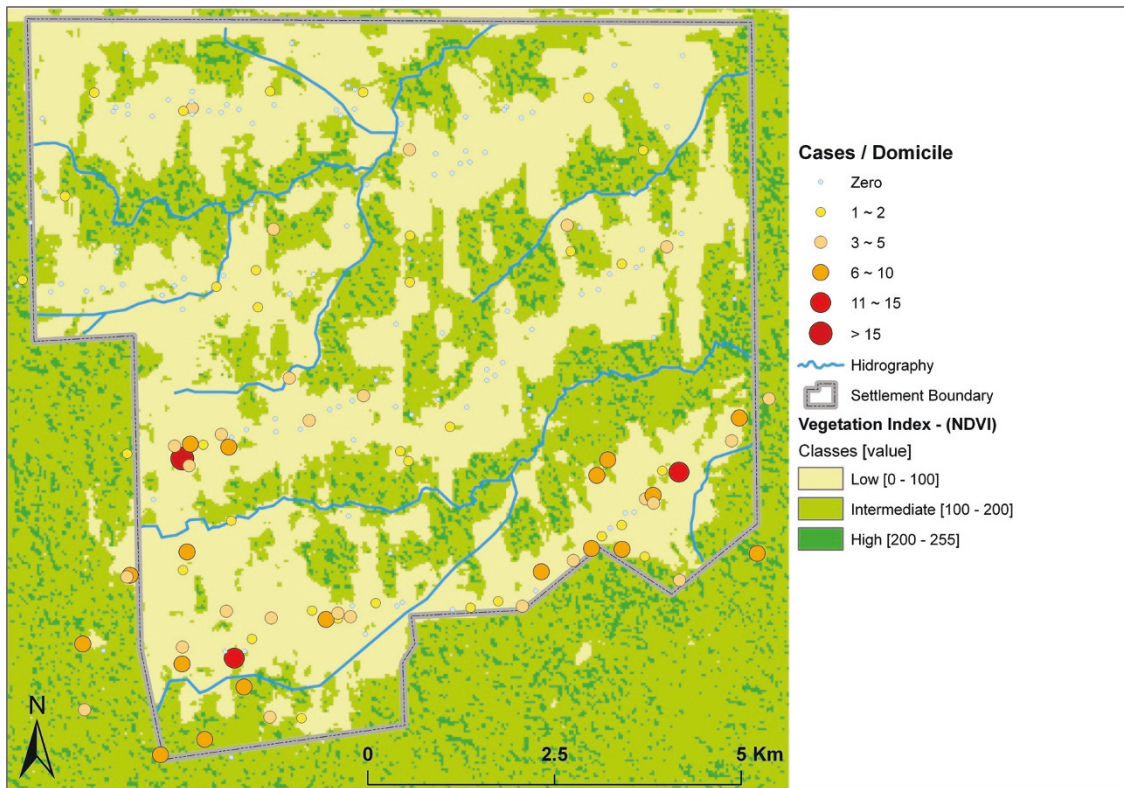 Cases / Domicile
Zero
1 ~ 2
3 ~ 5
6 ~ 10
11 ~ 15
> 15
Hidrography
Settlement Boundary
Vegetation Index - (NDVI)
Classes [value]
Low [0 - 100]
Intermediate [100 - 200]
High [200 - 255]
N
0 2.5 5 Km